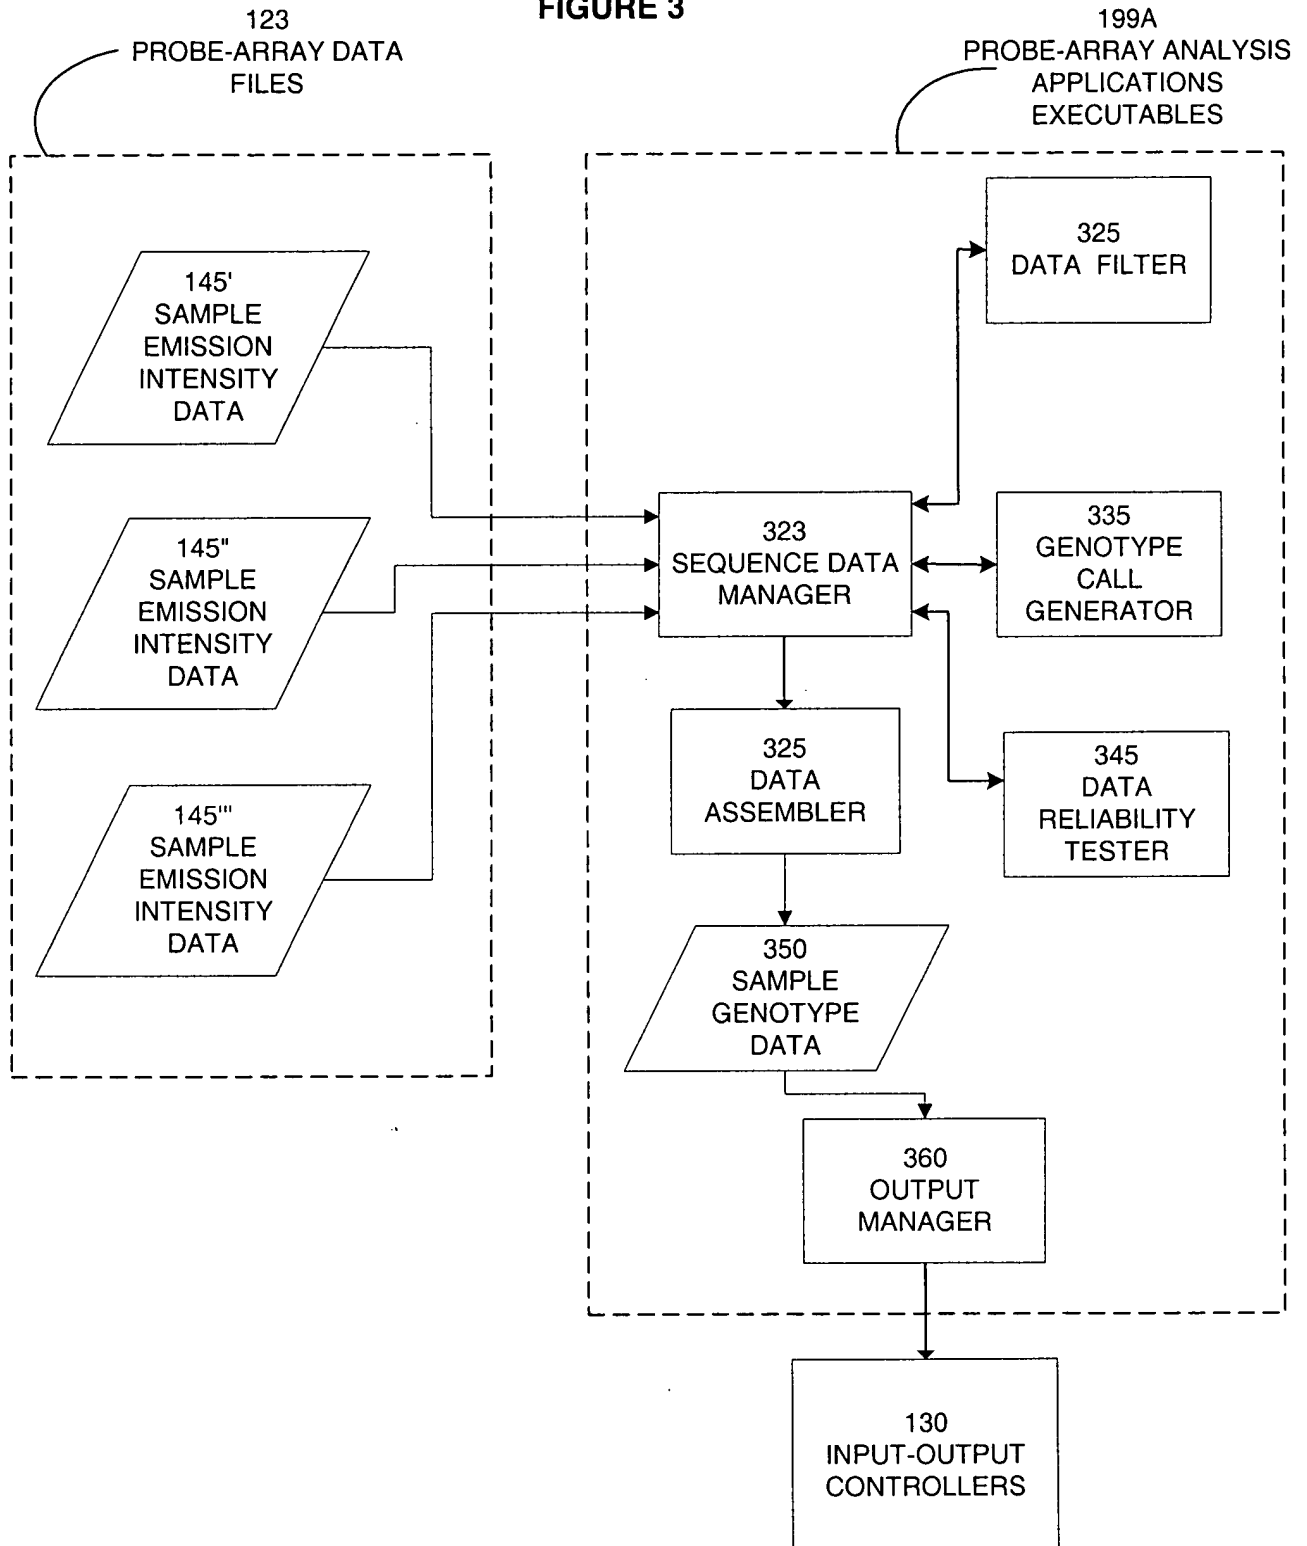 FIGURE 3
123
PROBE-ARRAY DATA
FILES
199A
PROBE-ARRAY ANALYSIS
APPLICATIONS
EXECUTABLES
145'
SAMPLE
EMISSION
INTENSITY
DATA
145"
SAMPLE
EMISSION
INTENSITY
DATA
145'"
SAMPLE
EMISSION
INTENSITY
DATA
325
DATA FILTER
323
SEQUENCE DATA
MANAGER
335
GENOTYPE
CALL
GENERATOR
325
DATA
ASSEMBLER
345
DATA
RELIABILITY
TESTER
350
SAMPLE
GENOTYPE
DATA
360
OUTPUT
MANAGER
130
INPUT-OUTPUT
CONTROLLERS